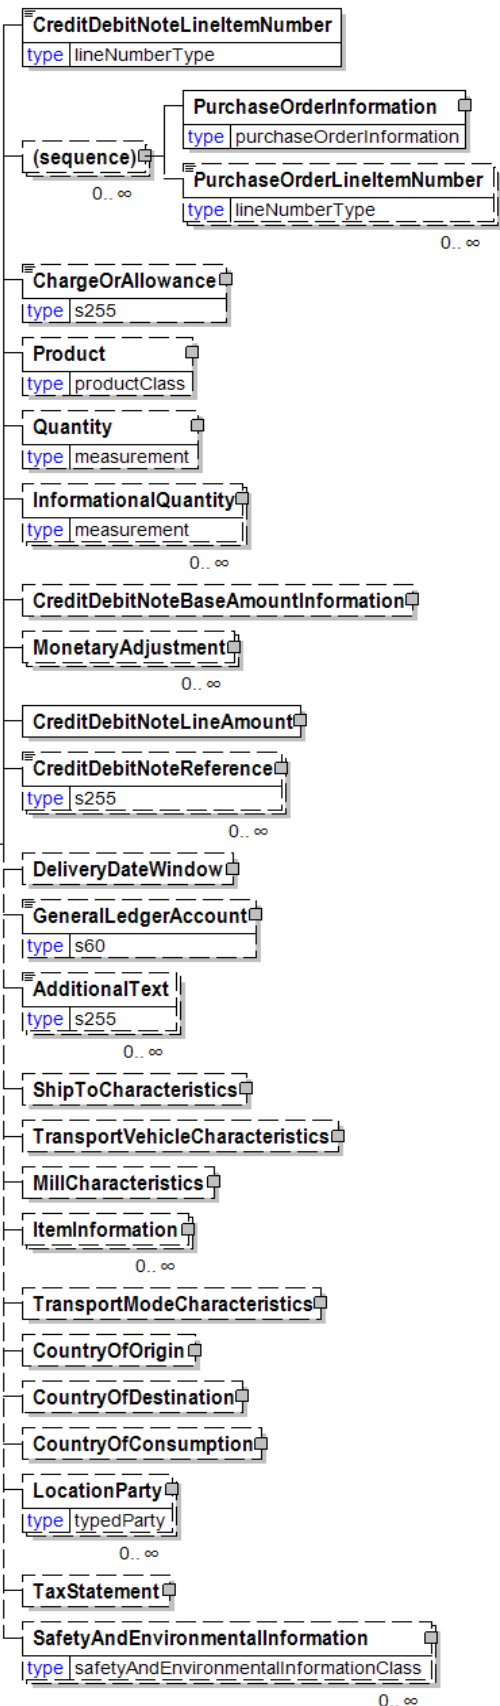 CreditDebitNoteLineItemNumber
type lineNumberType
PurchaseOrderInformation
type purchaseOrderInformation
(sequence)
0.. ∞
PurchaseOrderLineItemNumber
type lineNumberType
0.. ∞
ChargeOrAllowance
type s255
Product
type productClass
Quantity
type measurement
InformationalQuantity
type measurement
0.. ∞
CreditDebitNoteBaseAmountInformation
MonetaryAdjustment
0.. ∞
CreditDebitNoteLineAmount
CreditDebitNoteReference
type s255
0.. ∞
DeliveryDateWindow
GeneralLedgerAccount
type s60
AdditionalText
type s255
0.. ∞
ShipToCharacteristics
TransportVehicleCharacteristics
MillCharacteristics
ItemInformation
0.. ∞
TransportModeCharacteristics
CountryOfOrigin
CountryOfDestination
CountryOfConsumption
LocationParty
type typedParty
0.. ∞
TaxStatement
SafetyAndEnvironmentalInformation
type safetyAndEnvironmentalInformationClass
0.. ∞